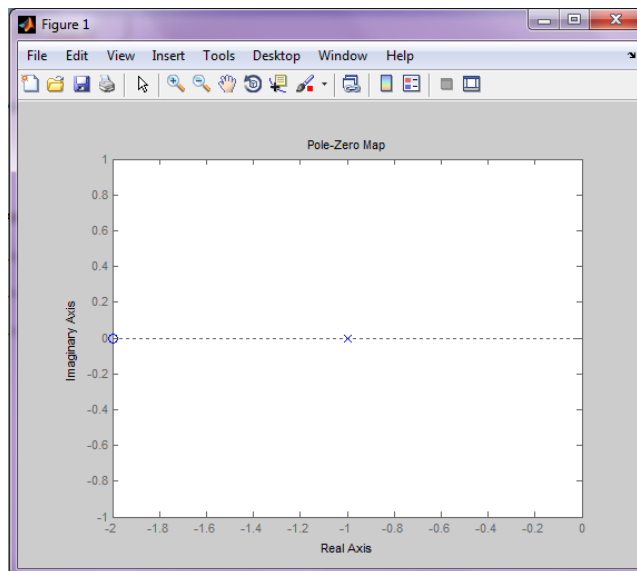 Figure 1
File Edit View Insert Tools Desktop Window Help
Pole-Zero Map
1
0.8
0.6
0.4
0.2
0
-0.2
-0.4
-0.6
-0.8
-1
Imaginary Axis
-2 -1.8 -1.6 -1.4 -1.2 -1 -0.8 -0.6 -0.4 -0.2 0
Real Axis